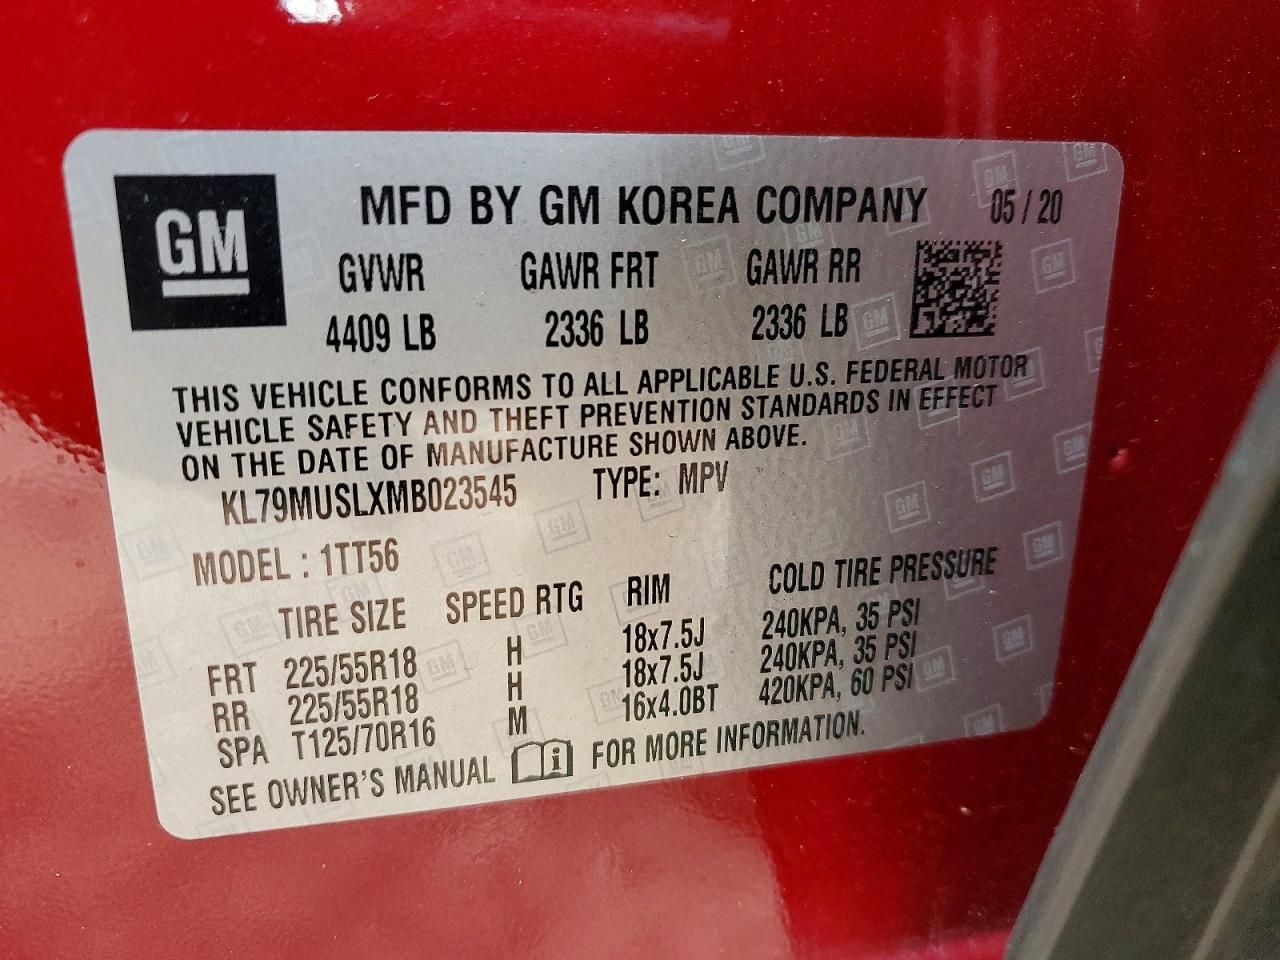 GM
MFD BY GM KOREA COMPANY 05/20
GVWR GAWR FRT GAWR RR
4409 LB 2336 LB 2336 LB
THIS VEHICLE CONFORMS TO ALL APPLICABLE U.S. FEDERAL MOTOR
VEHICLE SAFETY AND THEFT PREVENTION STANDARDS IN EFFECT
ON THE DATE OF MANUFACTURE SHOWN ABOVE.
KL79MUSLXMB023545 TYPE: MPV
MODEL : 1TT56
TIRE SIZE SPEED RTG RIM COLD TIRE PRESSURE
FRT 225/55R18 H 18x7.5J 240KPA, 35 PSI
RR 225/55R18 H 18x7.5J 240KPA, 35 PSI
SPA T125/70R16 M 16x4.0BT 420KPA, 60 PSI
SEE OWNER'S MANUAL i FOR MORE INFORMATION.